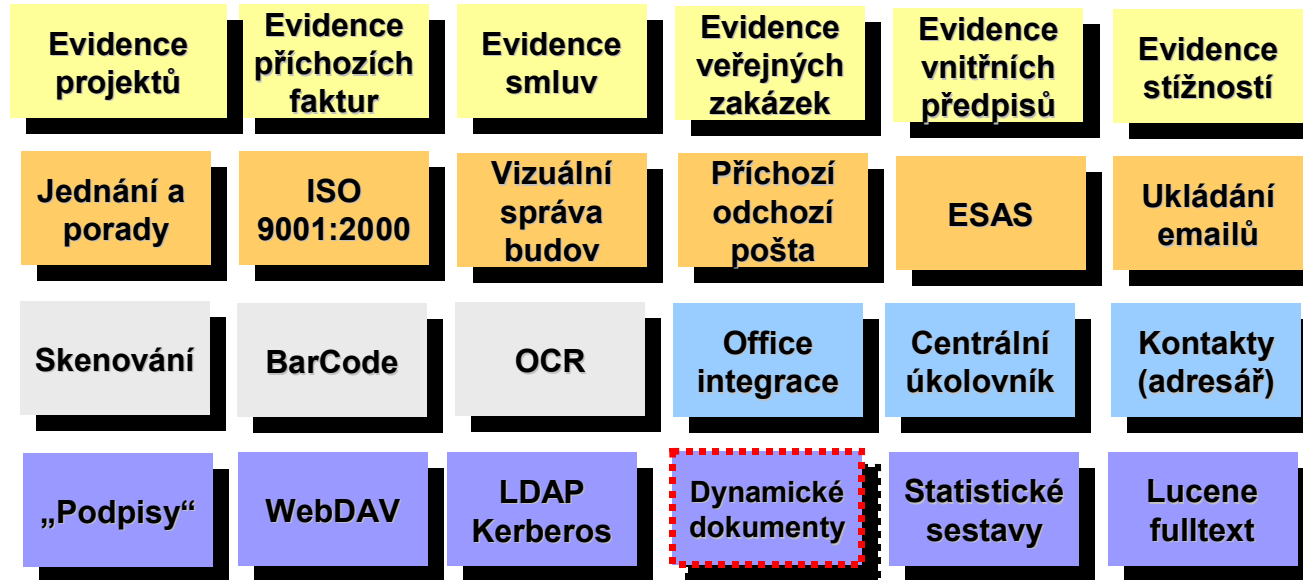 Evidence
projektů
Evidence
příchozích
faktur
Evidence
smluv
Evidence
veřejných
zakázek
Evidence
vnitřních
předpisů
Evidence
stížností
Jednání a
porady
ISO
9001:2000
Vizuální
správa
budov
Příchozí
odchozí
pošta
ESAS
Ukládání
emailů
Skenování
BarCode
OCR
Office
integrace
Centrální
úkolovník
Kontakty
(adresář)
„Podpisy“
WebDAV
LDAP
Kerberos
Dynamické
dokumenty
Statistické
sestavy
Lucene
fulltext